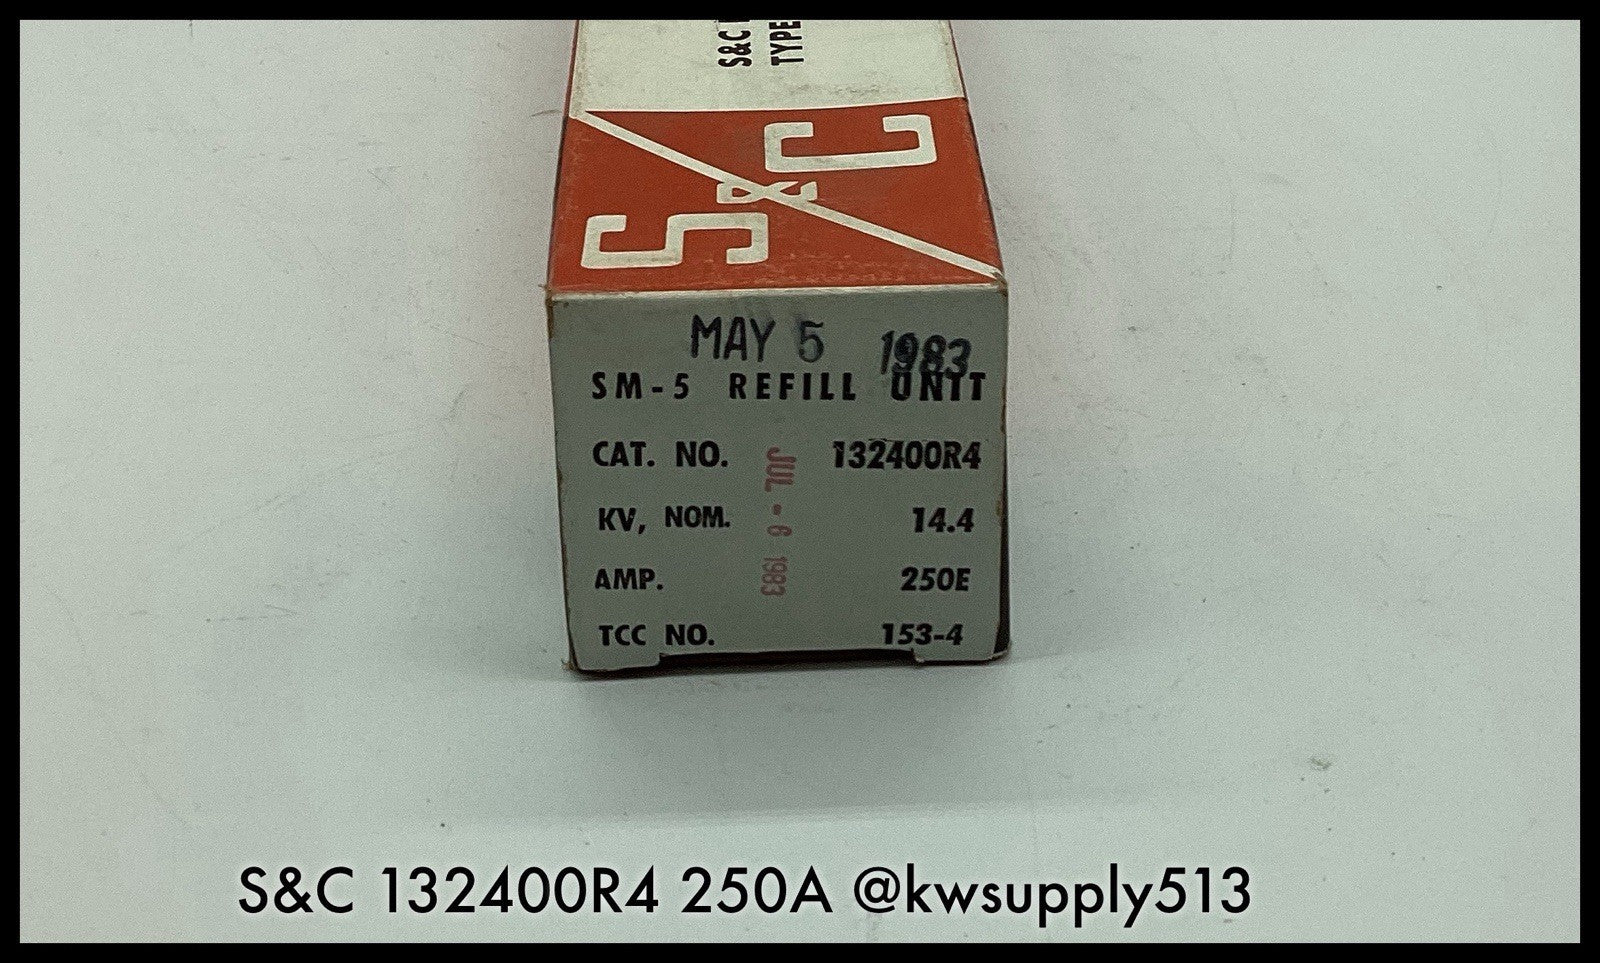 S&C
TYPE
S&C
MAY 5 1983
SM-5 REFILL UNIT
CAT. NO. 132400R4
KV, NOM. 14.4
AMP. 250E
TCC NO. 153-4
JUL - 6 1983
S&C 132400R4 250A @kwsupply513